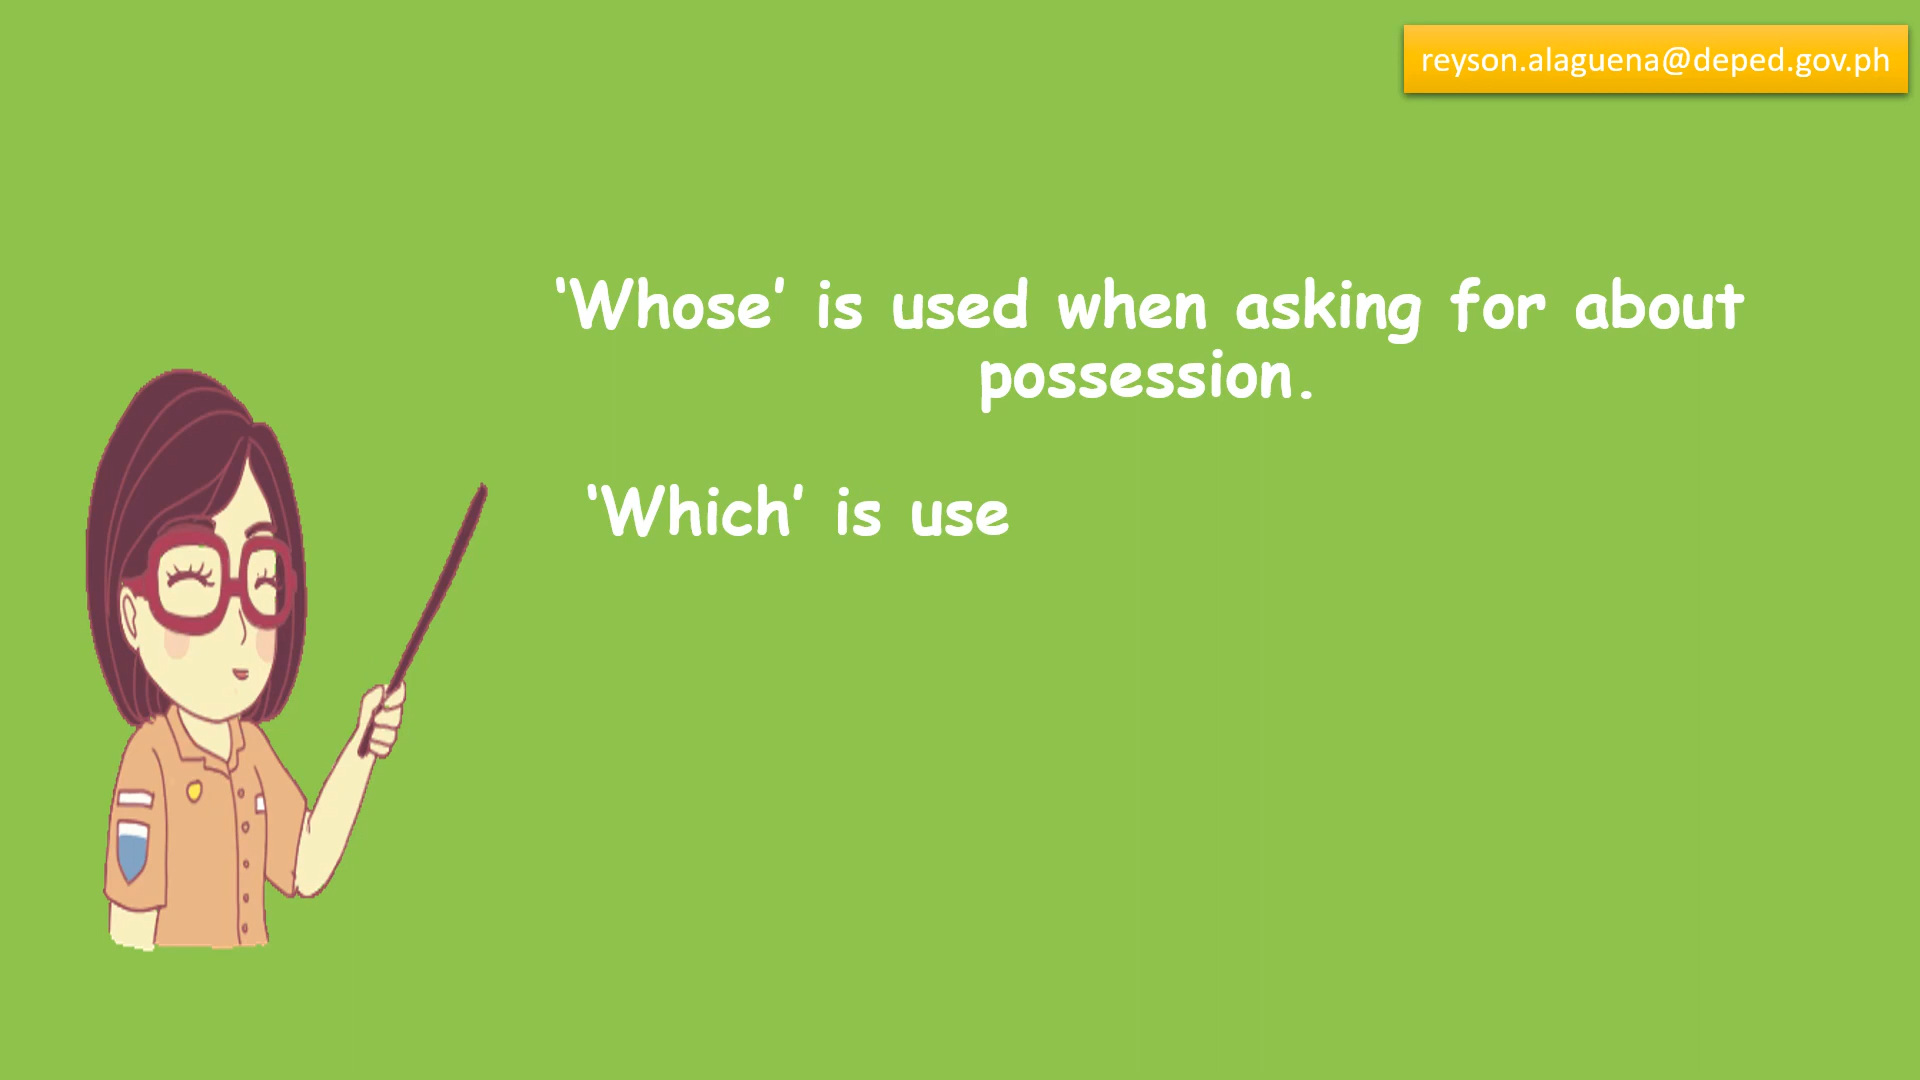 reyson.alaguena@deped.gov.ph
‘Whose’ is used when asking for about
possession.
‘Which’ is use